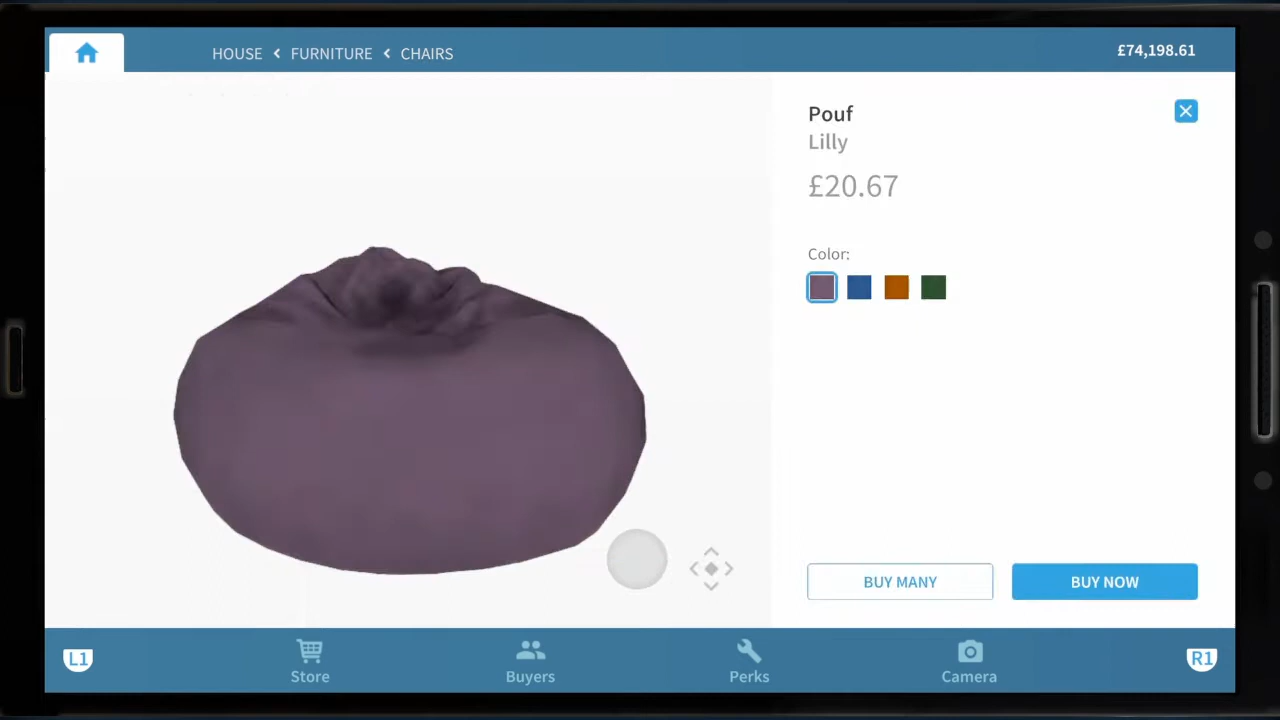 HOUSE < FURNITURE < CHAIRS
£74,198.61
Pouf
Lilly
£20.67
Color:
BUY MANY
BUY NOW
L1
Store
Buyers
Perks
Camera
R1